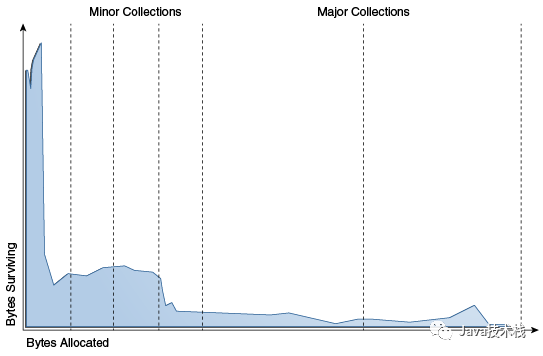 Minor Collections
Major Collections
Bytes Surviving
Bytes Allocated
Java技术栈